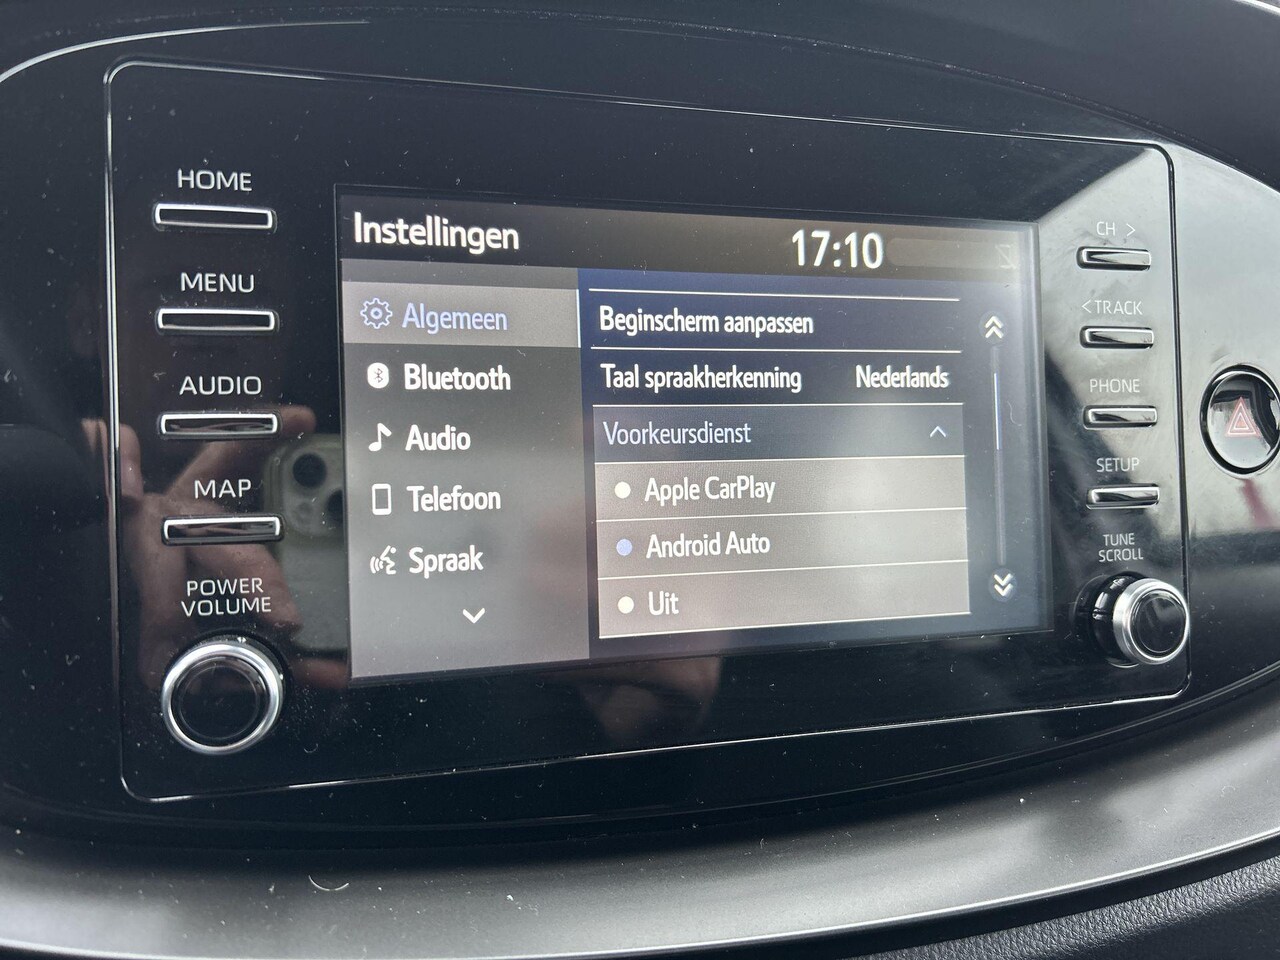 HOME
MENU
AUDIO
MAP
POWER
VOLUME
Instellingen
17:10
Algemeen
Bluetooth
Audio
Telefoon
Spraak
Beginscherm aanpassen
Taal spraakherkenning Nederlands
Voorkeursdienst
Apple CarPlay
Android Auto
Uit
CH >
<TRACK
PHONE
SETUP
TUNE
SCROLL